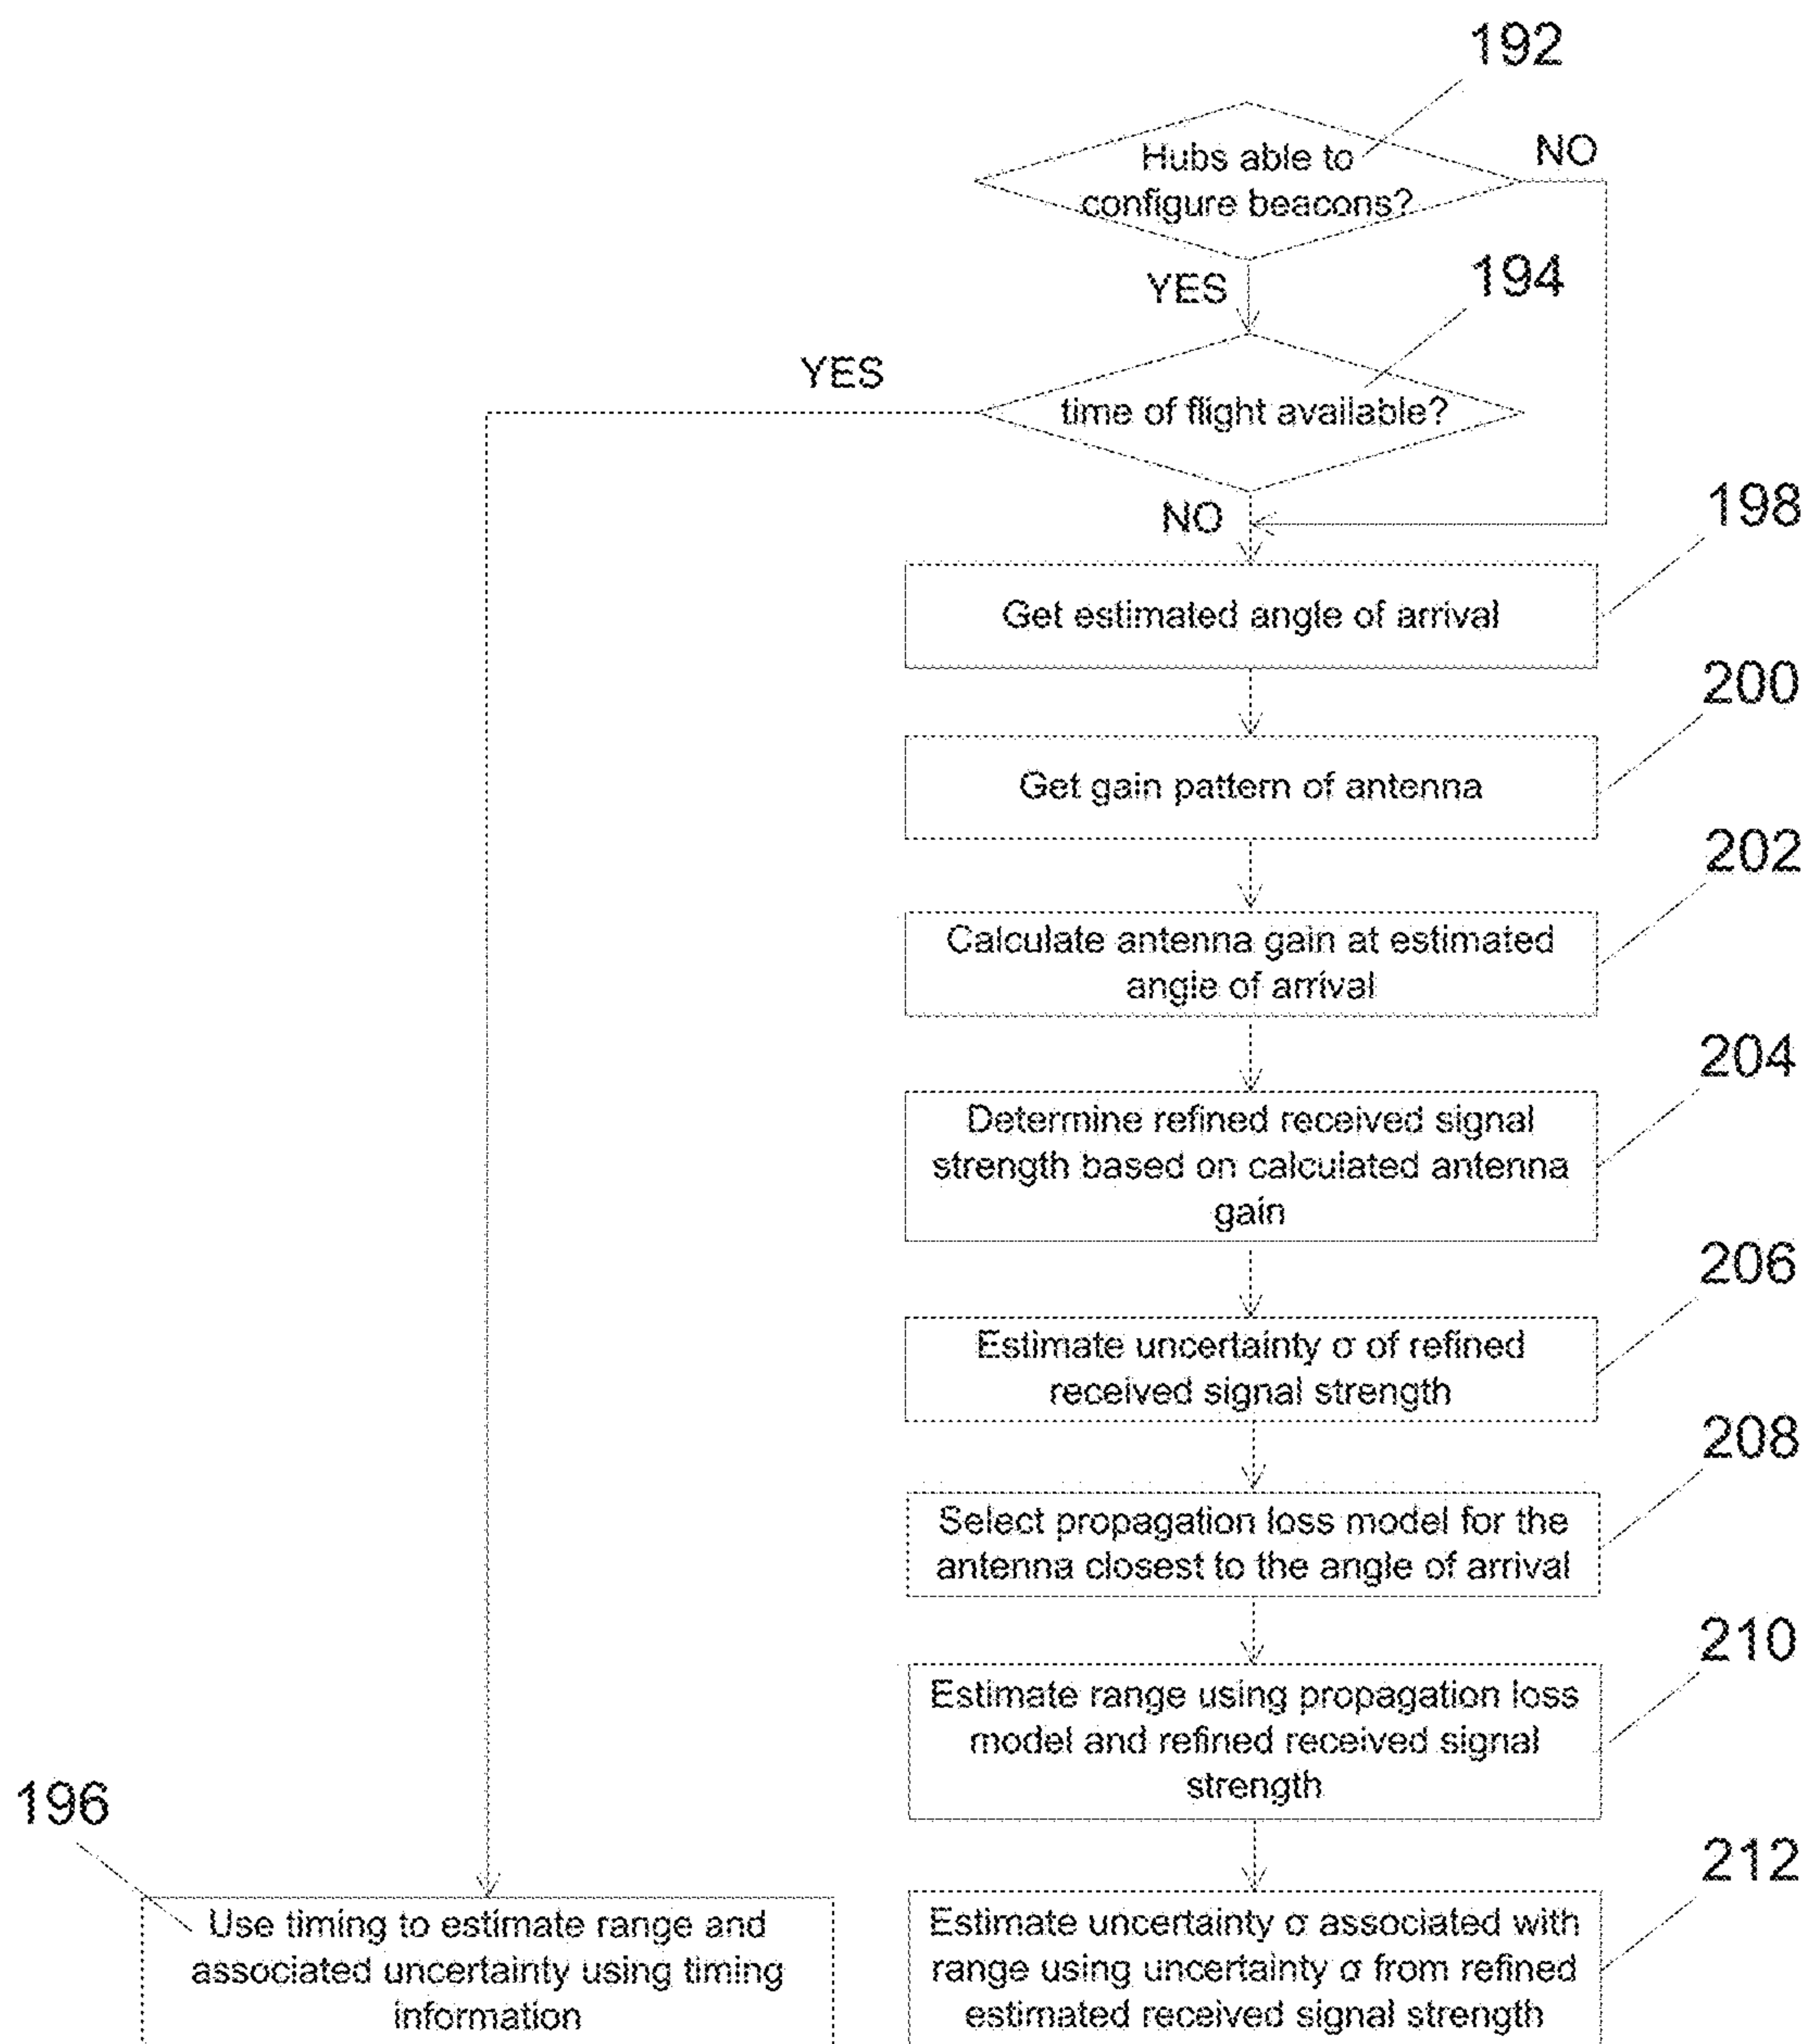 192
Hubs able to
configure beacons?
NO
YES
194
YES
time of flight available?
NO
198
Get estimated angle of arrival
200
Get gain pattern of antenna
202
Calculate antenna gain at estimated
angle of arrival
204
Determine refined received signal
strength based on calculated antenna
gain
206
Estimate uncertainty σ of refined
received signal strength
208
Select propagation loss model for the
antenna closest to the angle of arrival
210
Estimate range using propagation loss
model and refined received signal
strength
196
Use timing to estimate range and
associated uncertainty using timing
information
212
Estimate uncertainty σ associated with
range using uncertainty σ from refined
estimated received signal strength